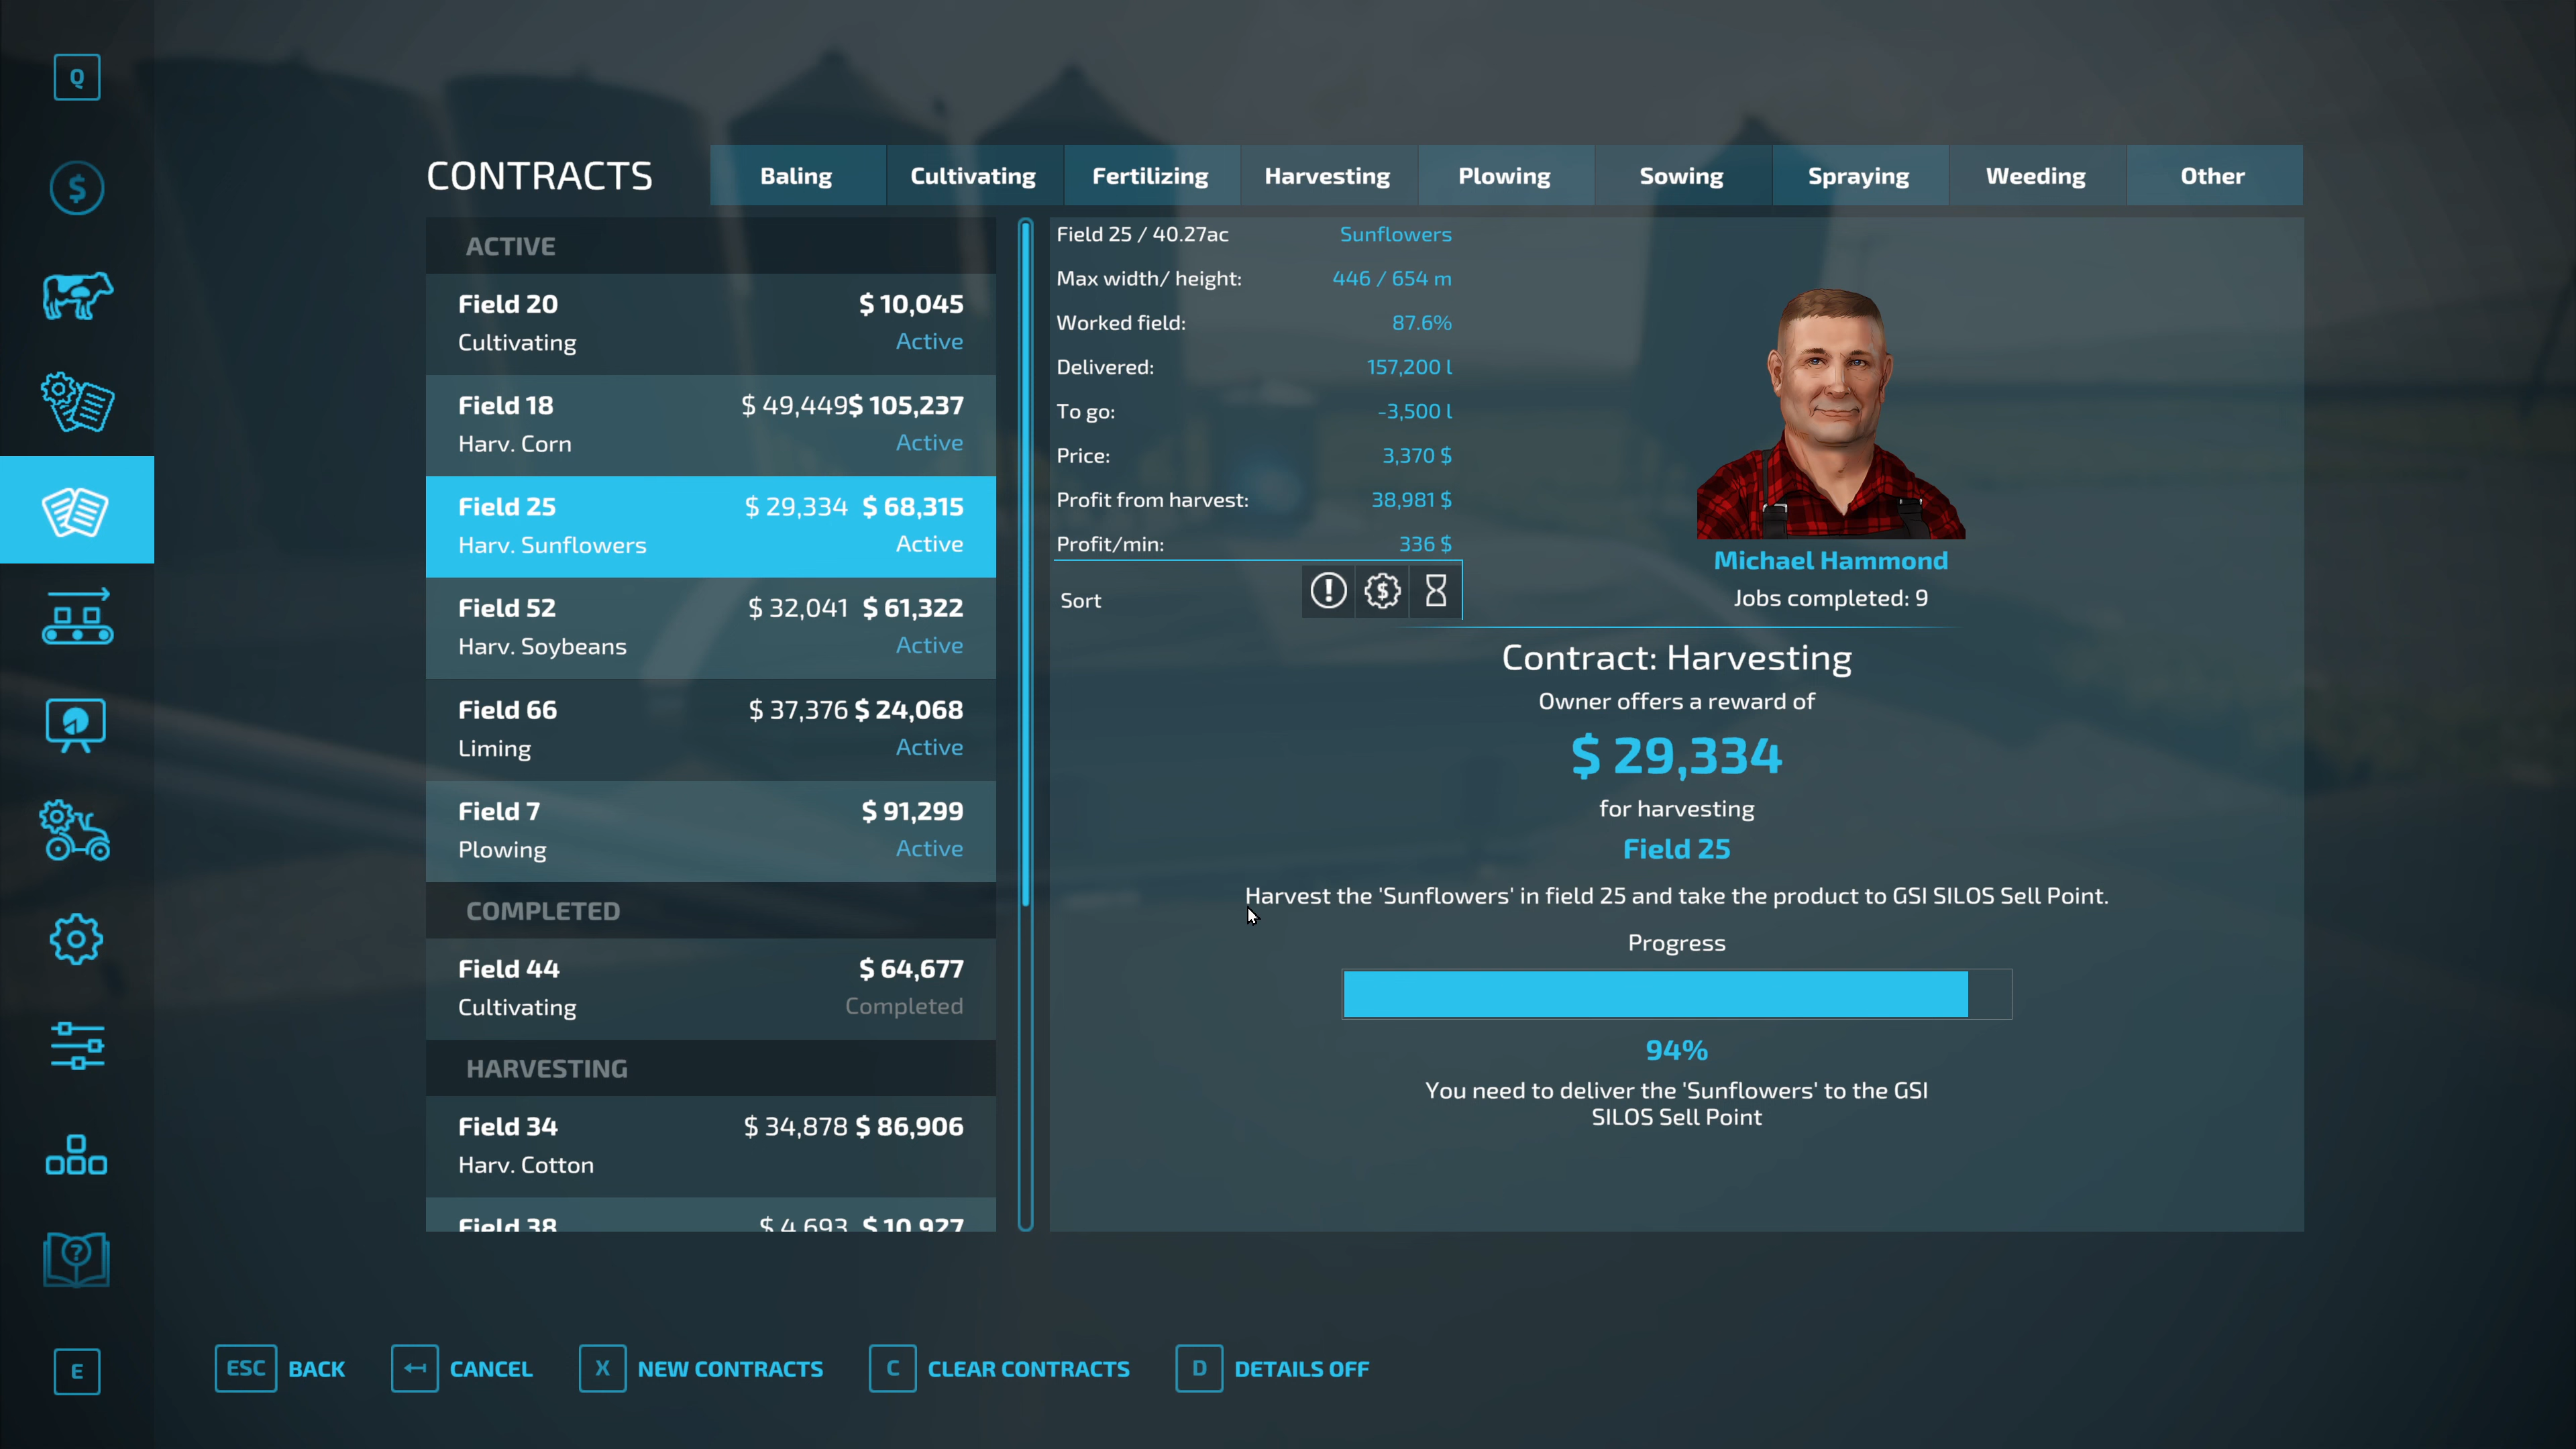 Q
CONTRACTS
Baling Cultivating Fertilizing Harvesting Plowing Sowing Spraying Weeding Other
ACTIVE
Field 20 $ 10,045
Cultivating Active
Field 18 $ 49,449$ 105,237
Harv. Corn Active
Field 25 $ 29,334 $ 68,315
Harv. Sunflowers Active
Field 52 $ 32,041 $ 61,322
Harv. Soybeans Active
Field 66 $ 37,376 $ 24,068
Liming Active
Field 7 $ 91,299
Plowing Active
COMPLETED
Field 44 $ 64,677
Cultivating Completed
HARVESTING
Field 34 $ 34,878 $ 86,906
Harv. Cotton
Field 38 $ 4,693 $ 10,927
Field 25 / 40.27ac Sunflowers
Max width/ height: 446 / 654 m
Worked field: 87.6%
Delivered: 157,200 l
To go: -3,500 l
Price: 3,370 $
Profit from harvest: 38,981 $
Profit/min: 336 $
Sort
Michael Hammond
Jobs completed: 9
Contract: Harvesting
Owner offers a reward of
$ 29,334
for harvesting
Field 25
Harvest the 'Sunflowers' in field 25 and take the product to GSI SILOS Sell Point.
Progress
94%
You need to deliver the 'Sunflowers' to the GSI
SILOS Sell Point
E
ESC BACK CANCEL X NEW CONTRACTS C CLEAR CONTRACTS D DETAILS OFF